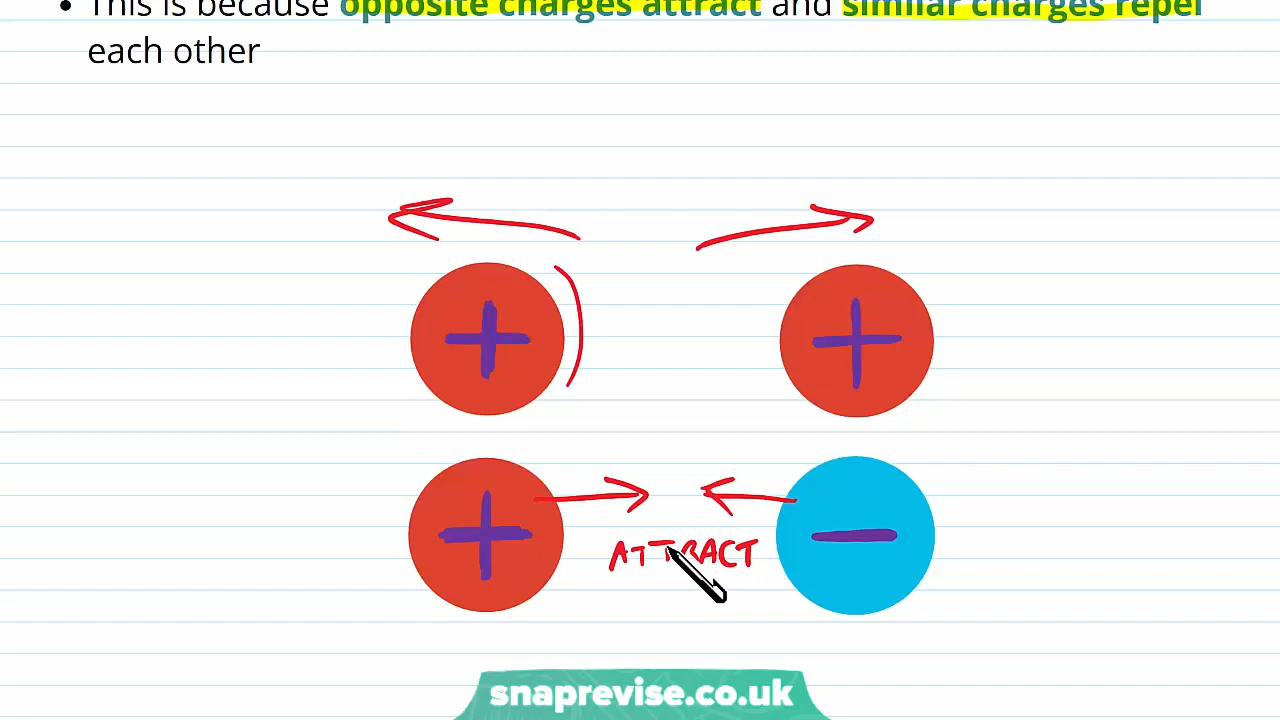 • This is because opposite charges attract and similar charges repel
each other
+ +
+ −
ATTRACT
snaprevise.co.uk